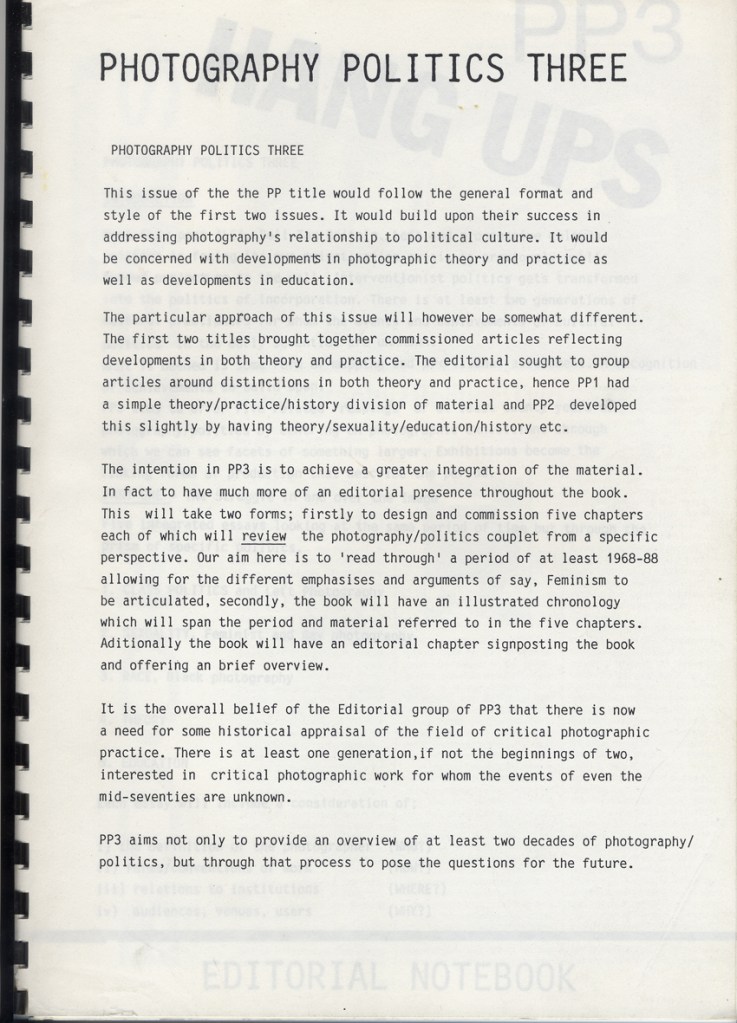 PP3
HANG UPS
PHOTOGRAPHY POLITICS THREE
PHOTOGRAPHY POLITICS THREE
This issue of the the PP title would follow the general format and
style of the first two issues. It would build upon their success in
addressing photography's relationship to political culture. It would
be concerned with developments in photographic theory and practice as
well as developments in education.
The particular approach of this issue will however be somewhat different.
The first two titles brought together commissioned articles reflecting
developments in both theory and practice. The editorial sought to group
articles around distinctions in both theory and practice, hence PP1 had
a simple theory/practice/history division of material and PP2 developed
this slightly by having theory/sexuality/education/history etc.
The intention in PP3 is to achieve a greater integration of the material.
In fact to have much more of an editorial presence throughout the book.
This will take two forms; firstly to design and commission five chapters
each of which will review the photography/politics couplet from a specific
perspective. Our aim here is to 'read through' a period of at least 1968-88
allowing for the different emphasises and arguments of say, Feminism to
be articulated, secondly, the book will have an illustrated chronology
which will span the period and material referred to in the five chapters.
Aditionally the book will have an editorial chapter signposting the book
and offering an brief overview.
It is the overall belief of the Editorial group of PP3 that there is now
a need for some historical appraisal of the field of critical photographic
practice. There is at least one generation,if not the beginnings of two,
interested in critical photographic work for whom the events of even the
mid-seventies are unknown.
PP3 aims not only to provide an overview of at least two decades of photography/
politics, but through that process to pose the questions for the future.
iii) relations to institutions (WHERE?)
iv) audiences, venues, users (WHY?)
EDITORIAL NOTEBOOK